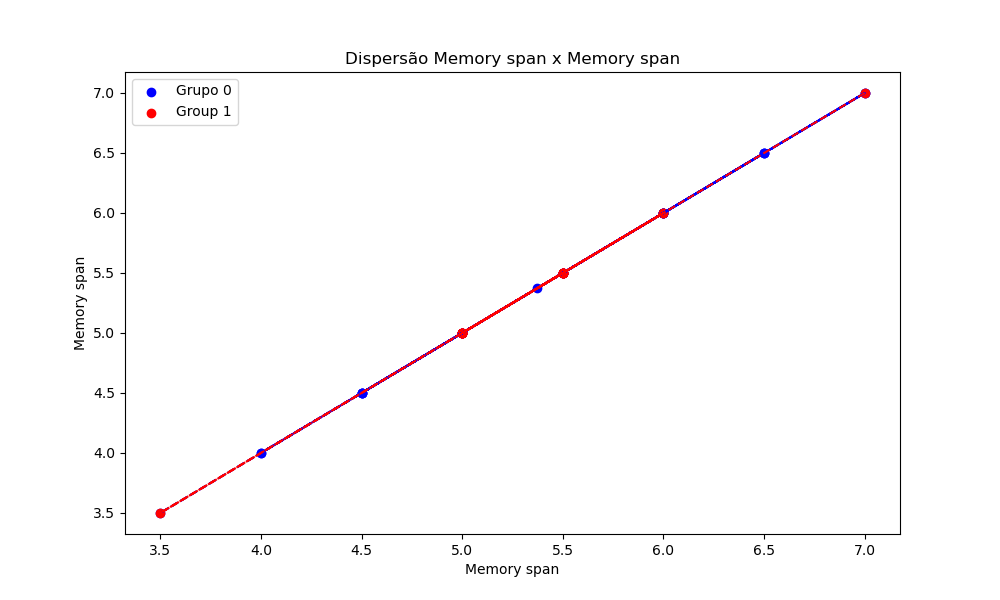 Dispersão Memory span x Memory span
Grupo 0
Group 1
7.0
6.5
6.0
5.5
5.0
4.5
4.0
3.5
Memory span
3.5 4.0 4.5 5.0 5.5 6.0 6.5 7.0
Memory span